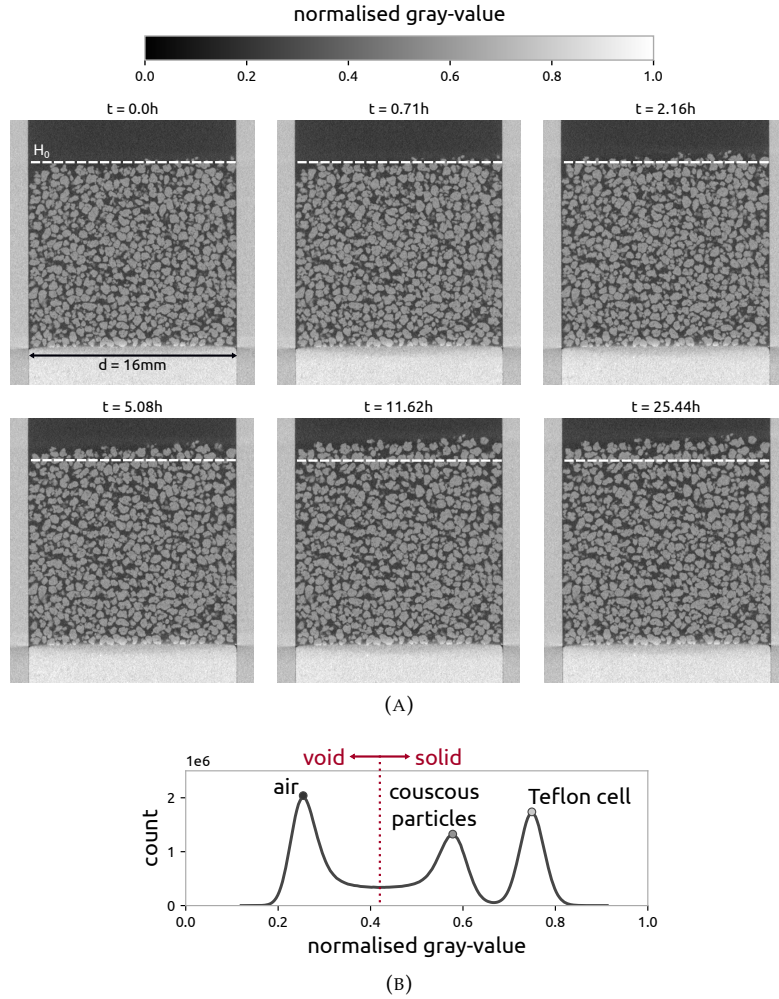 normalised gray-value
0.0 0.2 0.4 0.6 0.8 1.0
t = 0.0h t = 0.71h t = 2.16h
H₀
d = 16mm
t = 5.08h t = 11.62h t = 25.44h
(A)
void solid
1e6
air
couscous
particles
Teflon cell
count
2
1
0
0.0 0.2 0.4 0.6 0.8 1.0
normalised gray-value
(B)